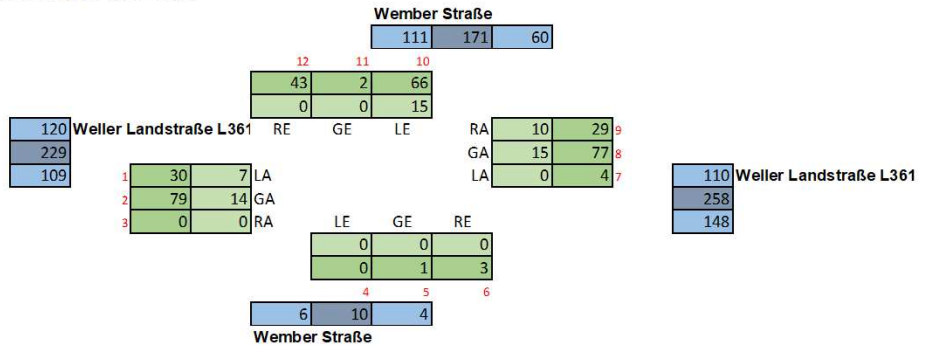 Wember Straße
111 171 60
12 11 10
43 2 66
0 0 15
RE GE LE
120 Weller Landstraße L361
229
109
RA 10 29 9
GA 15 77 8
LA 0 4 7
1 30 7 LA
2 79 14 GA
3 0 0 RA
110 Weller Landstraße L361
258
148
LE GE RE
0 0 0
0 1 3
4 5 6
6 10 4
Wember Straße